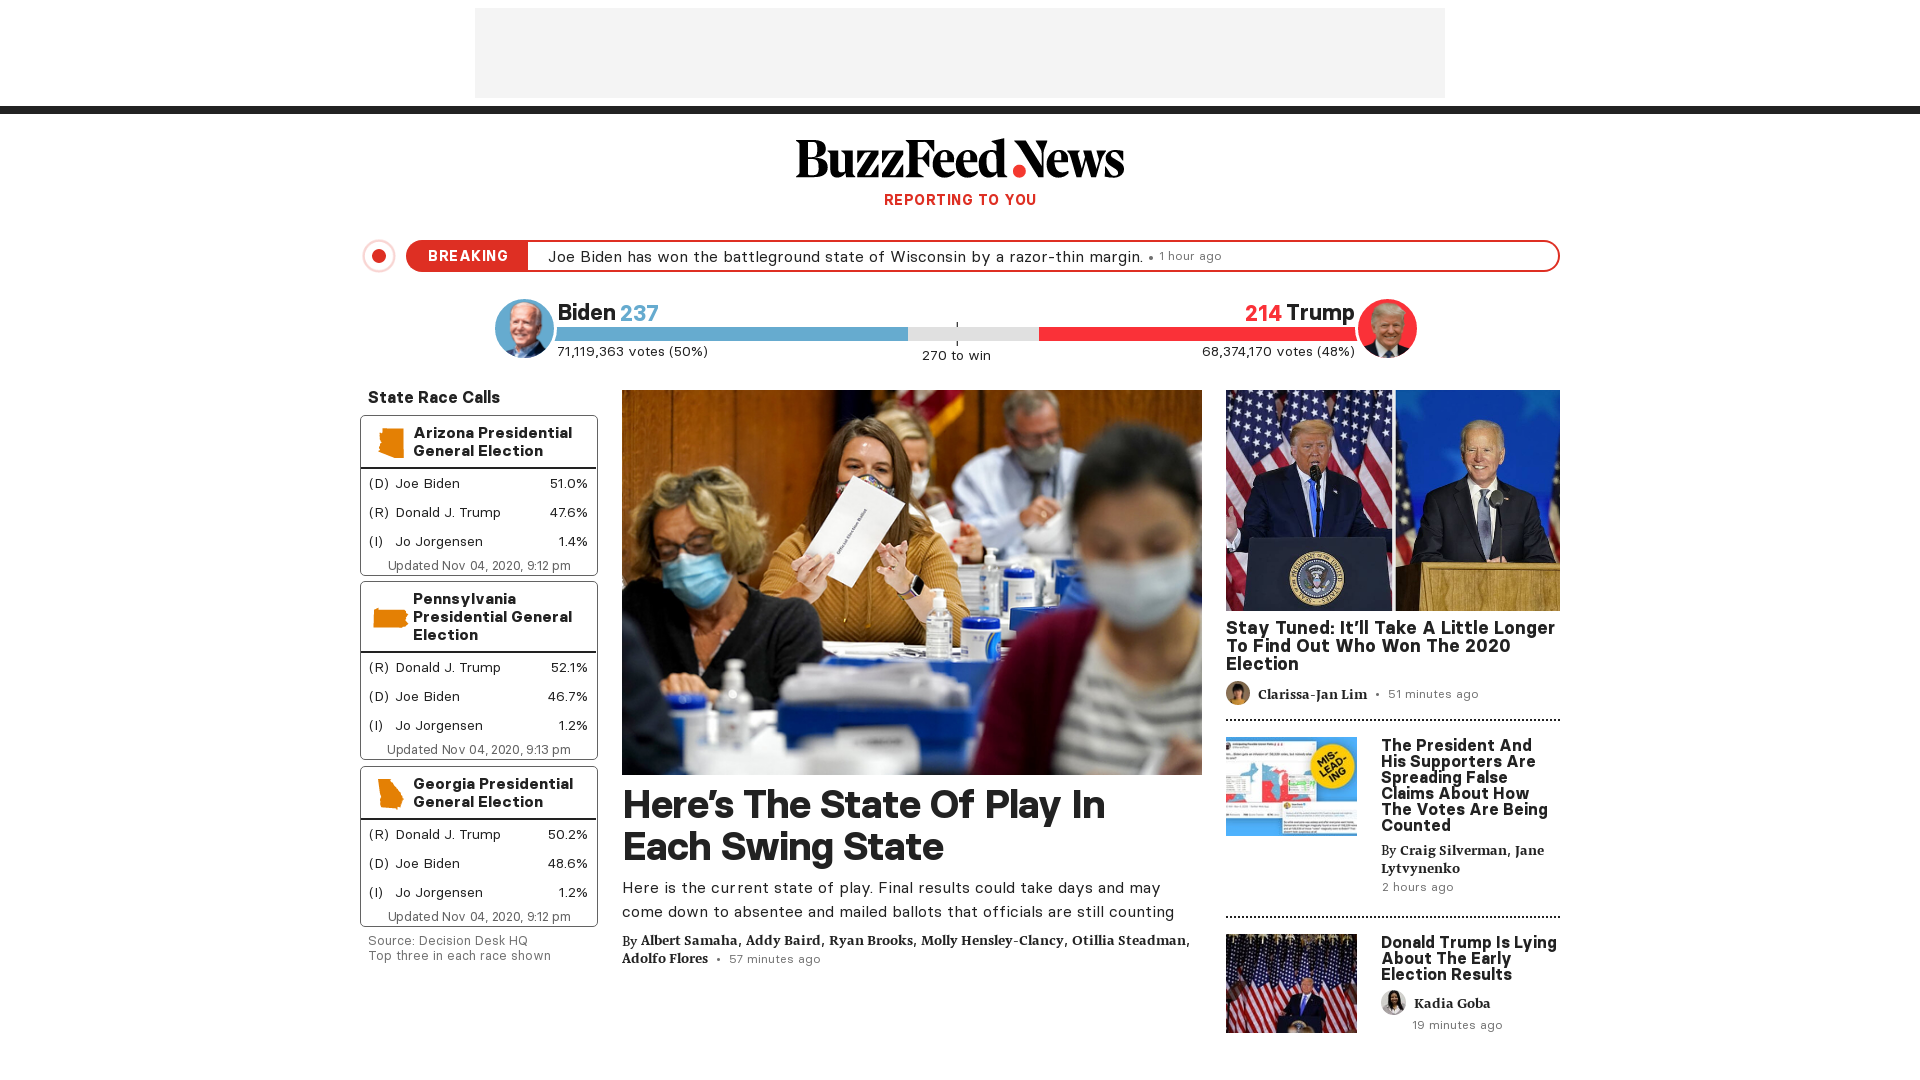 BuzzFeed News
REPORTING TO YOU
BREAKING
Joe Biden has won the battleground state of Wisconsin by a razor-thin margin. • 1 hour ago
Biden 237
214 Trump
71,119,363 votes (50%)
270 to win
68,374,170 votes (48%)
State Race Calls
Arizona Presidential
General Election
(D) Joe Biden 51.0%
(R) Donald J. Trump 47.6%
(I) Jo Jorgensen 1.4%
Updated Nov 04, 2020, 9:12 pm
Pennsylvania
Presidential General
Election
(R) Donald J. Trump 52.1%
(D) Joe Biden 46.7%
(I) Jo Jorgensen 1.2%
Updated Nov 04, 2020, 9:13 pm
Georgia Presidential
General Election
(R) Donald J. Trump 50.2%
(D) Joe Biden 48.6%
(I) Jo Jorgensen 1.2%
Updated Nov 04, 2020, 9:12 pm
Source: Decision Desk HQ
Top three in each race shown
Official Election Ballot
Here’s The State Of Play In
Each Swing State
Here is the current state of play. Final results could take days and may
come down to absentee and mailed ballots that officials are still counting
By Albert Samaha, Addy Baird, Ryan Brooks, Molly Hensley-Clancy, Otillia Steadman,
Adolfo Flores • 57 minutes ago
Stay Tuned: It’ll Take A Little Longer
To Find Out Who Won The 2020
Election
Clarissa-Jan Lim • 51 minutes ago
MIS-
LEAD-
ING
The President And
His Supporters Are
Spreading False
Claims About How
The Votes Are Being
Counted
By Craig Silverman, Jane
Lytvynenko
2 hours ago
Donald Trump Is Lying
About The Early
Election Results
Kadia Goba
19 minutes ago